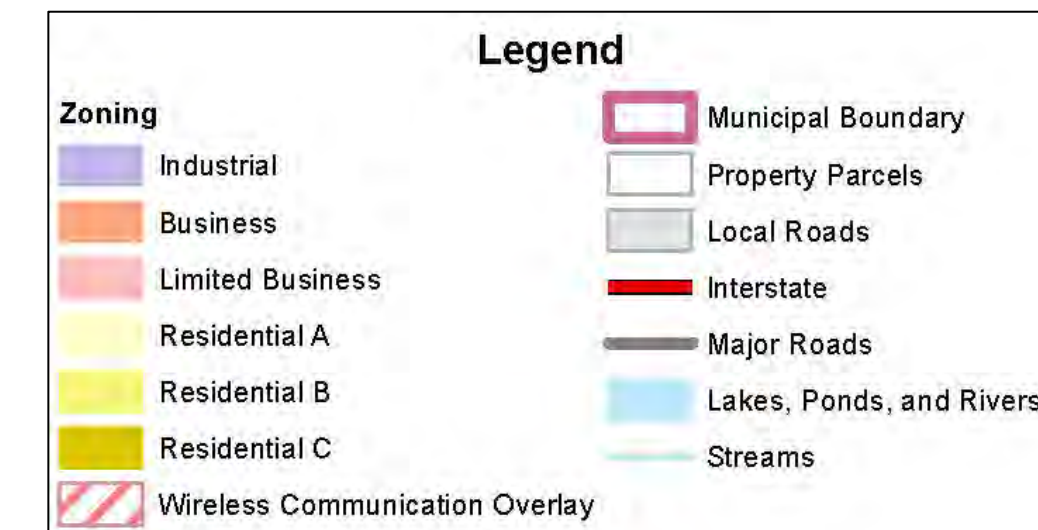 Legend
Zoning
Industrial
Business
Limited Business
Residential A
Residential B
Residential C
Wireless Communication Overlay
Municipal Boundary
Property Parcels
Local Roads
Interstate
Major Roads
Lakes, Ponds, and Rivers
Streams